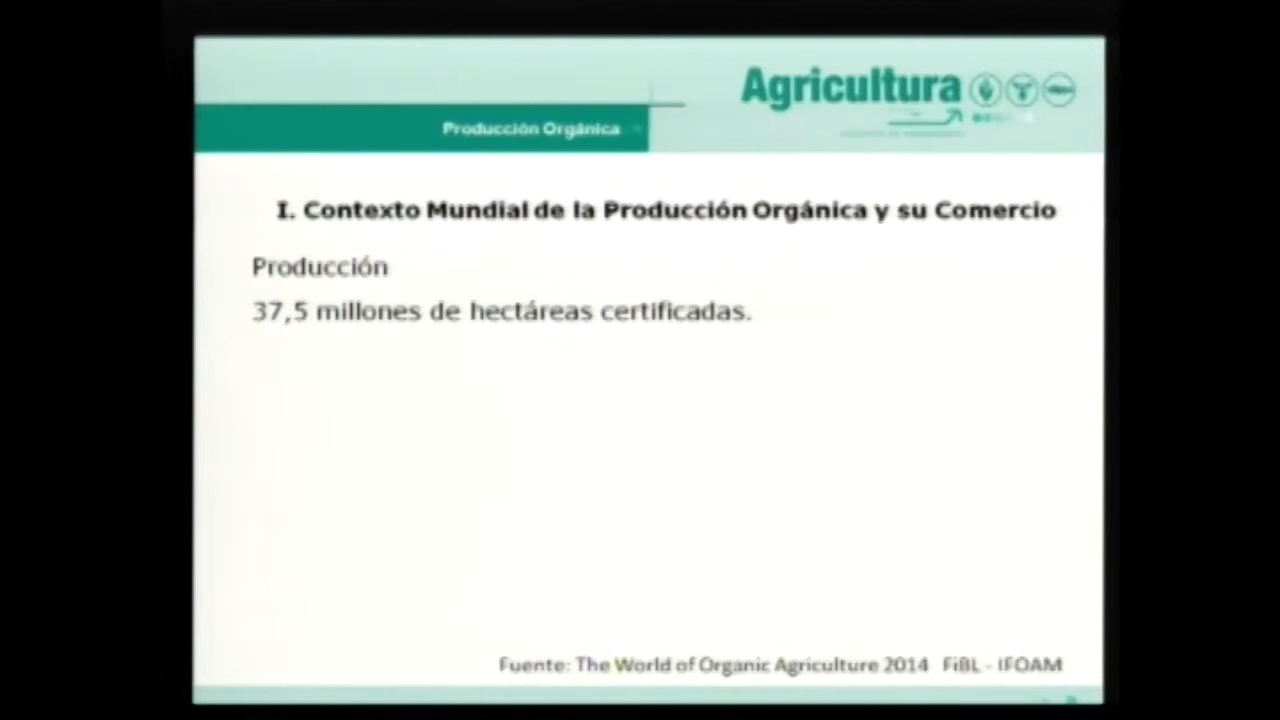 Agricultura
Producción Orgánica
I. Contexto Mundial de la Producción Orgánica y su Comercio
Producción
37,5 millones de hectáreas certificadas.
Fuente: The World of Organic Agriculture 2014 FiBL - IFOAM